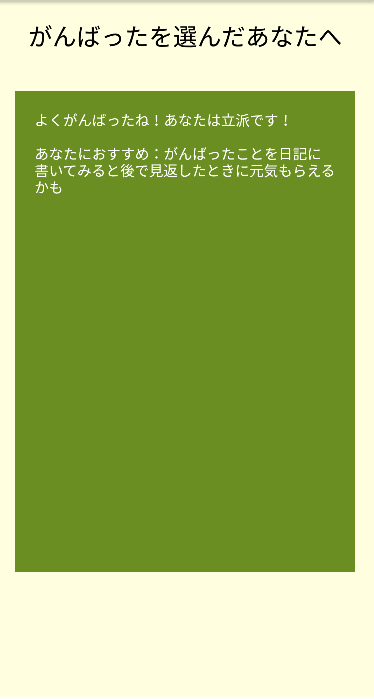 がんばったを選んだあなたへ
よくがんばったね！あなたは立派です！
あなたにおすすめ：がんばったことを日記に
書いてみると後で見返したときに元気もらえる
かも